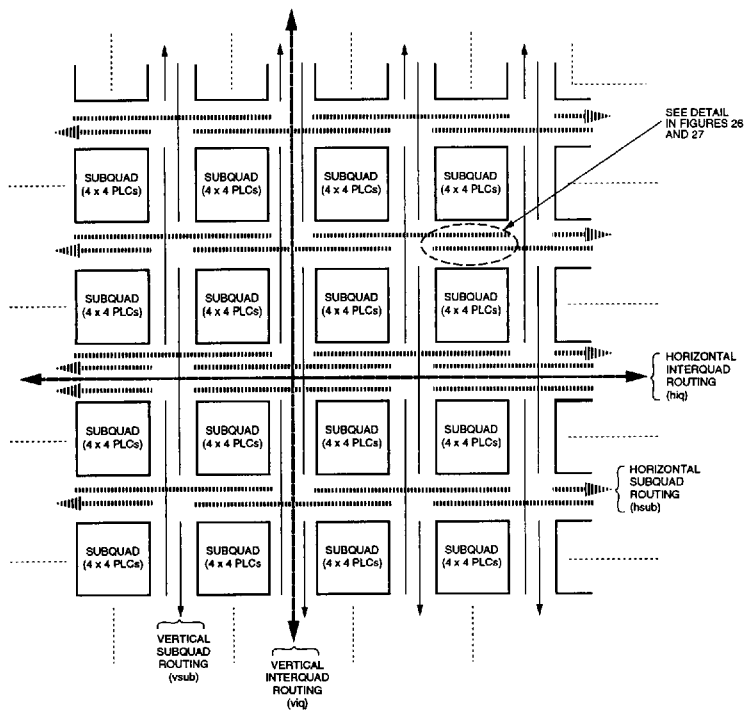 SEE DETAIL
IN FIGURES 26
AND 27
SUBQUAD
(4 x 4 PLCs)
SUBQUAD
(4 x 4 PLCs)
SUBQUAD
(4 x 4 PLCs)
SUBQUAD
(4 x 4 PLCs)
SUBQUAD
(4 x 4 PLCs)
SUBQUAD
(4 x 4 PLCs)
SUBQUAD
(4 x 4 PLCs)
SUBQUAD
(4 x 4 PLCs)
HORIZONTAL
INTERQUAD
ROUTING
(hiq)
SUBQUAD
(4 x 4 PLCs)
SUBQUAD
(4 x 4 PLCs)
SUBQUAD
(4 x 4 PLCs)
SUBQUAD
(4 x 4 PLCs)
HORIZONTAL
SUBQUAD
ROUTING
(hsub)
SUBQUAD
(4 x 4 PLCs)
SUBQUAD
(4 x 4 PLCs
SUBQUAD
(4 x 4 PLCs)
SUBQUAD
(4 x 4 PLCs)
VERTICAL
SUBQUAD
ROUTING
(vsub)
VERTICAL
INTERQUAD
ROUTING
(viq)